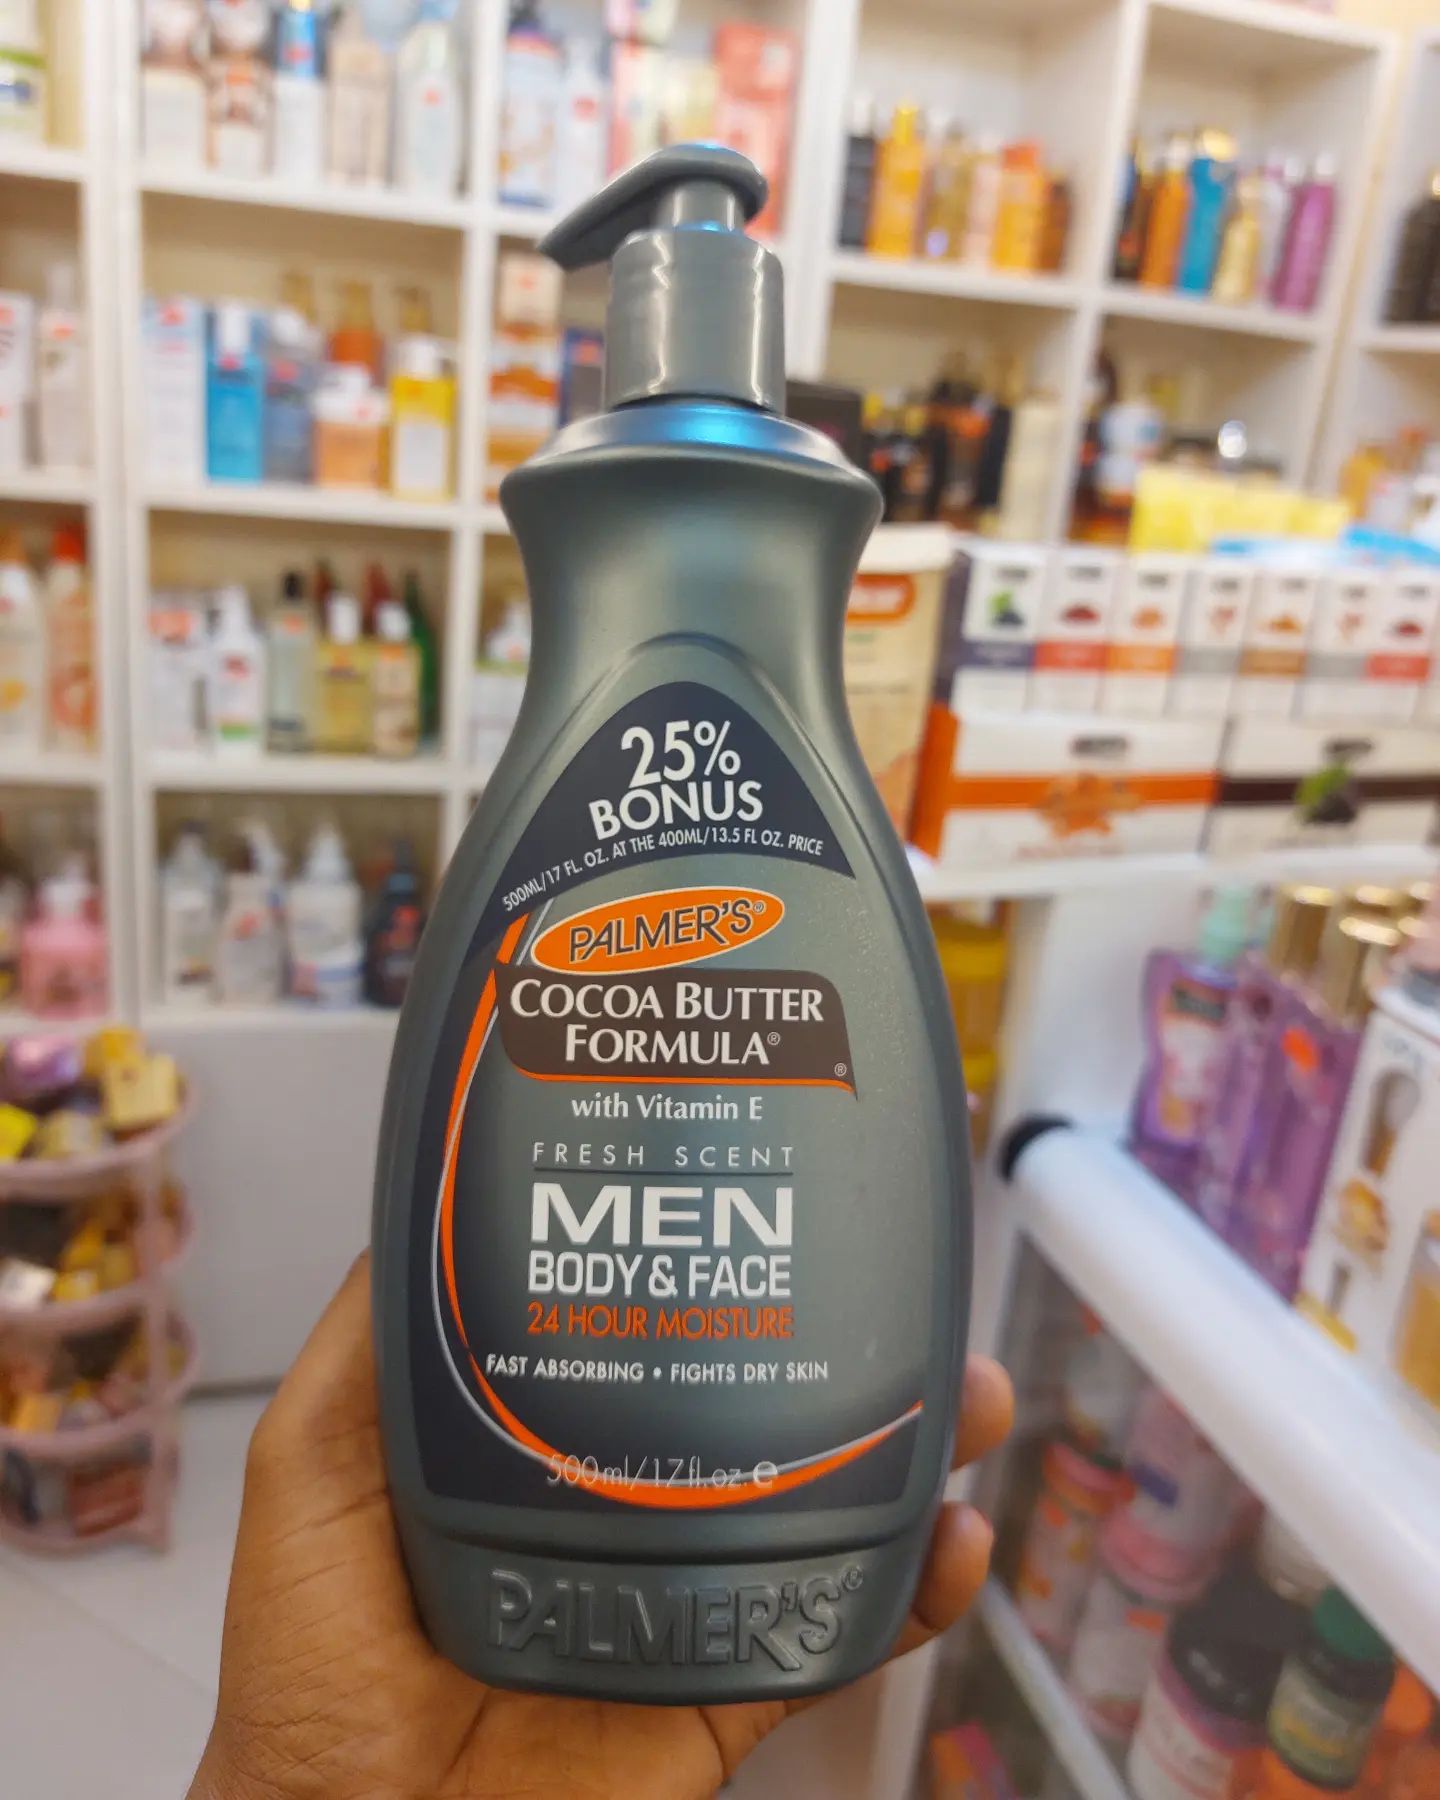 25%
BONUS
500ML/17 FL. OZ. AT THE 400ML/13.5 FL OZ. PRICE
PALMER'S®
COCOA BUTTER
FORMULA®
®
with Vitamin E
FRESH SCENT
MEN
BODY & FACE
24 HOUR MOISTURE
FAST ABSORBING • FIGHTS DRY SKIN
500ml/17fl.oz. e
PALMER'S®